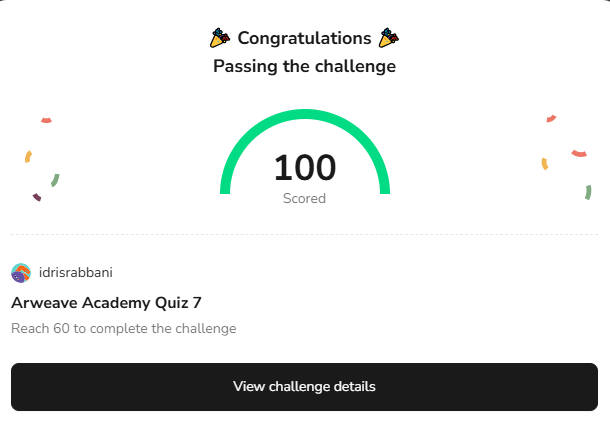 Congratulations
Passing the challenge
100
Scored
idrisrabbani
Arweave Academy Quiz 7
Reach 60 to complete the challenge
View challenge details